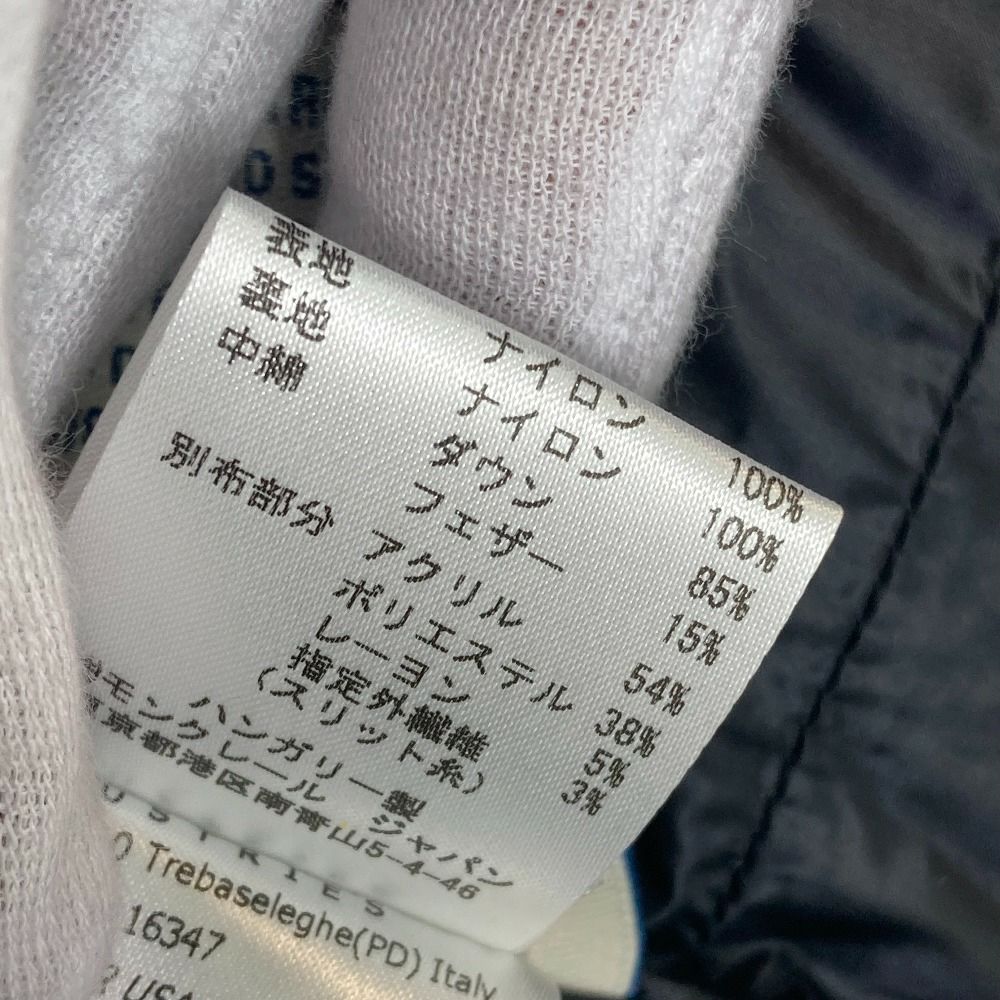 表地 ナイロン 100%
裏地 ナイロン 100%
中綿 ダウン 85%
フェザー 15%
別布部分 アクリル 54%
ポリエステル 38%
レーヨン 5%
指定外繊維 3%
(スリット糸)
ハンガリー製
モンクレール ジャパン
東京都港区南青山5-4-46
USTRIES
Trebaseleghe(PD) Italy
16347
USA